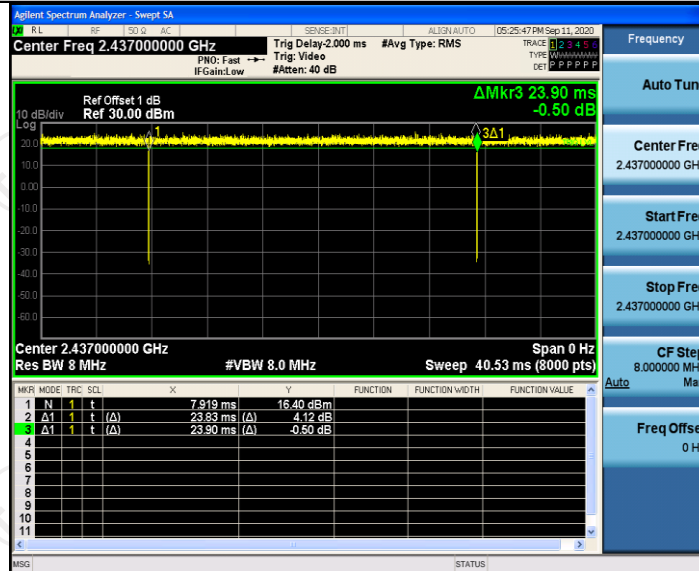 Agilent Spectrum Analyzer - Swept SA
RL RF 50 Ω AC SENSE:INT ALIGN AUTO 05:25:47 PM Sep 11, 2020
Center Freq 2.437000000 GHz
PNO: Fast
IFGain:Low
Trig Delay-2.000 ms
Trig: Video
#Atten: 40 dB
#Avg Type: RMS
TRACE 1 2 3 4 5 6
TYPE
DET P P P P P P
Frequency
Auto Tun
Center Fre
2.437000000 GH
Start Fre
2.437000000 GH
Stop Fre
2.437000000 GH
CF Step
8.000000 MH
Auto Ma
Freq Offse
0 H
ΔMkr3 23.90 ms
-0.50 dB
Ref Offset 1 dB
10 dB/div Ref 30.00 dBm
Log
1
3Δ1
20.0
10.0
0.00
-10.0
-20.0
-30.0
-40.0
-50.0
-60.0
Center 2.437000000 GHz Span 0 Hz
Res BW 8 MHz #VBW 8.0 MHz Sweep 40.53 ms (8000 pts)
MKR MODE TRC SCL X Y FUNCTION FUNCTION WIDTH FUNCTION VALUE
1 N 1 t 7.919 ms 16.40 dBm
2 Δ1 1 t (Δ) 23.83 ms (Δ) 4.12 dB
3 Δ1 1 t (Δ) 23.90 ms (Δ) -0.50 dB
4
5
6
7
8
9
10
11
MSG STATUS